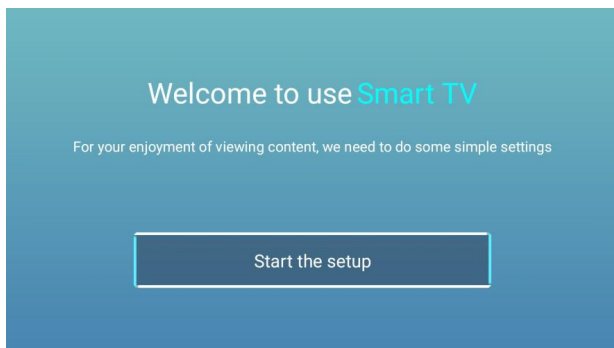 Welcome to use Smart TV
For your enjoyment of viewing content, we need to do some simple settings
Start the setup